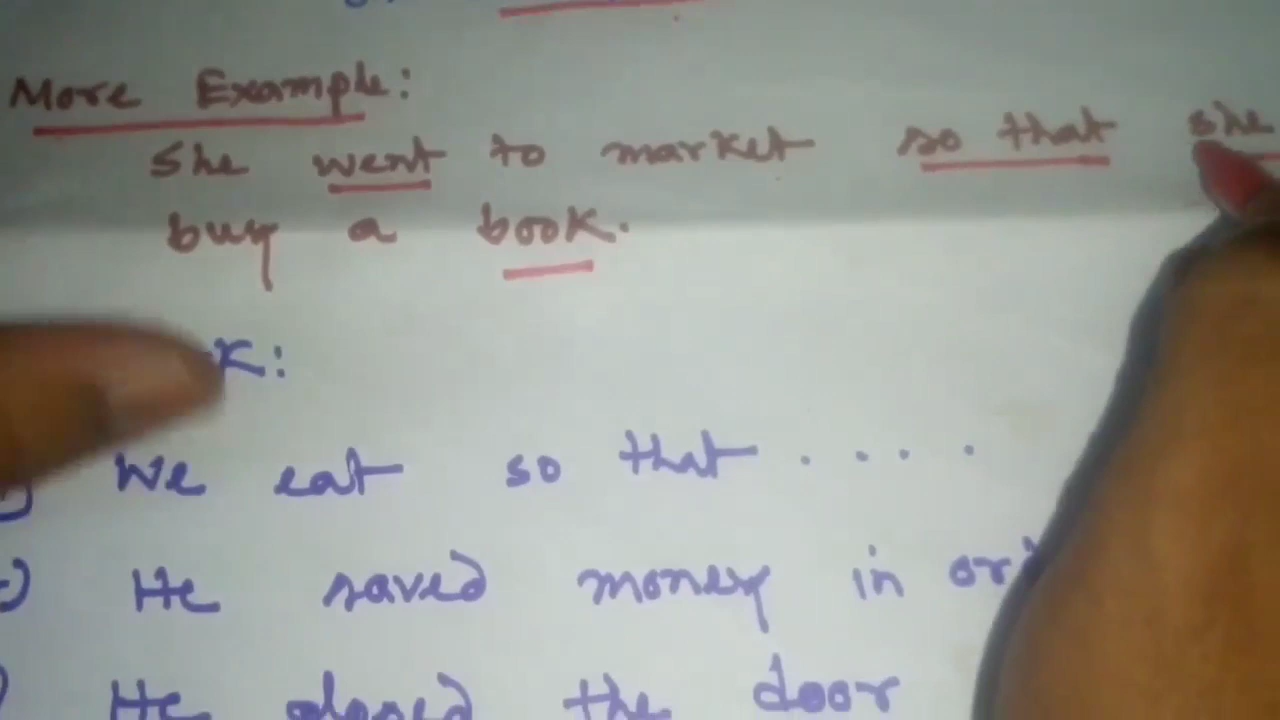 More Example:
She went to market so that she
buy a book.
K:
We eat so that . . . .
He saved money in or
He closed the door